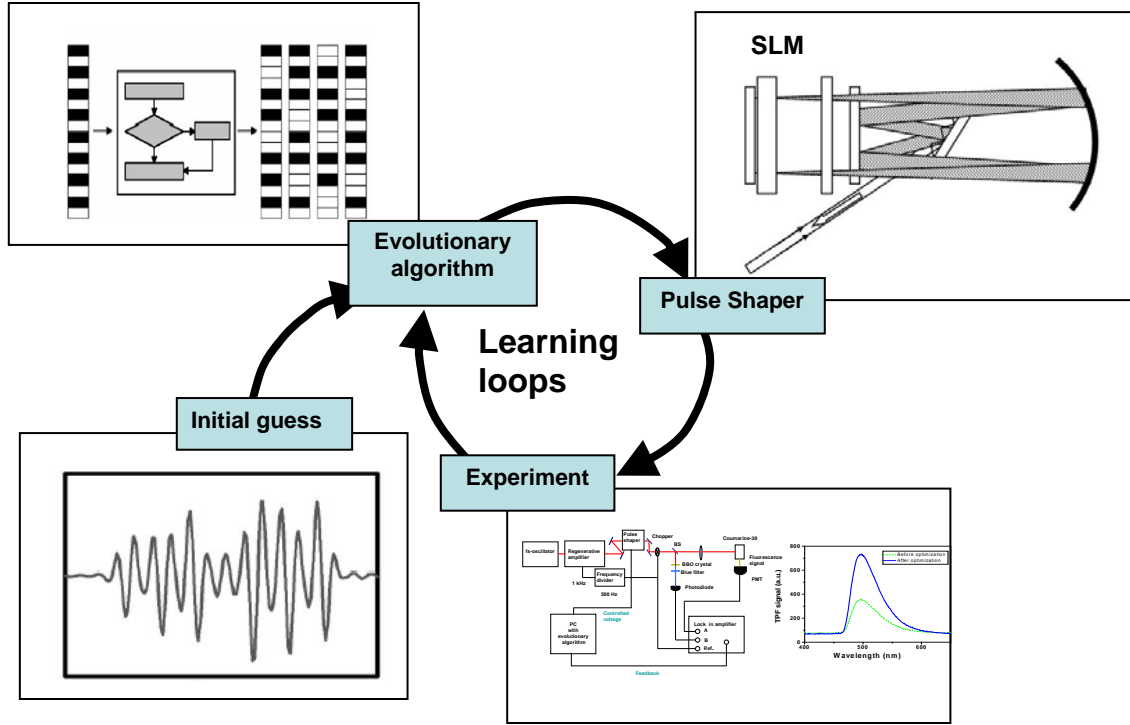 SLM
Evolutionary
algorithm
Pulse Shaper
Learning
loops
Initial guess
Experiment
fs-oscillator
Regenerative
amplifier
Pulse
shaper
Chopper
BS
Coumarine-30
BBO crystal
Blue filter
Fluorescence
signal
PMT
1 kHz
Frequency
divider
500 Hz
Photodiode
Controlled
voltage
PC
with
evolutionary
algorithm
Lock in amplifier
A
B
Ref.
Feedback
Before optimization
After optimization
TPF signal (a.u.)
800
600
400
200
0
400
500
600
Wavelength (nm)